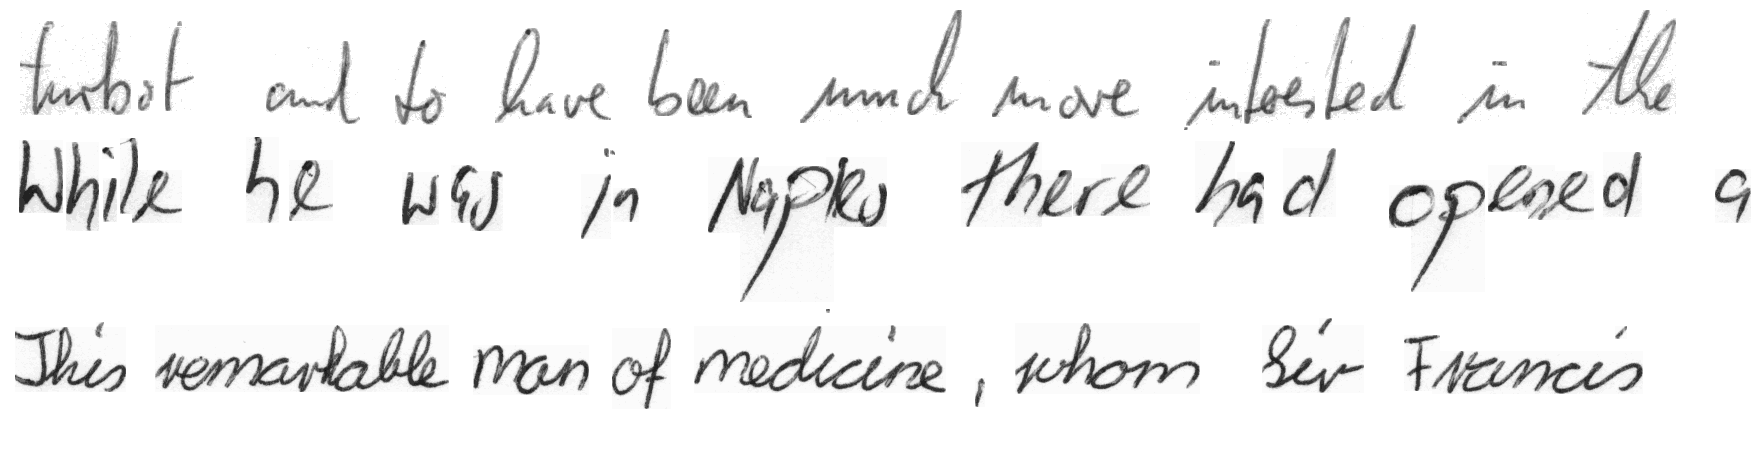 turbot and to have been much more interested in the
While he was in Naples there had opened a
This remarkable man of medicine, whom Sir Francis